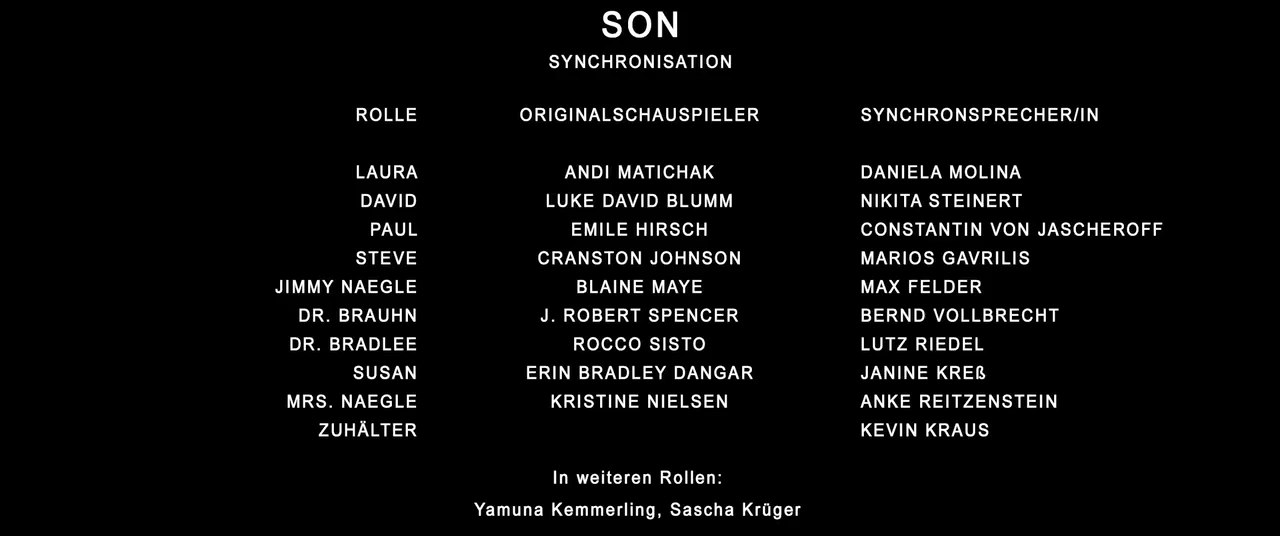 SON
SYNCHRONISATION
ROLLE ORIGINALSCHAUSPIELER SYNCHRONSPRECHER/IN
LAURA ANDI MATICHAK DANIELA MOLINA
DAVID LUKE DAVID BLUMM NIKITA STEINERT
PAUL EMILE HIRSCH CONSTANTIN VON JASCHEROFF
STEVE CRANSTON JOHNSON MARIOS GAVRILIS
JIMMY NAEGLE BLAINE MAYE MAX FELDER
DR. BRAUHN J. ROBERT SPENCER BERND VOLLBRECHT
DR. BRADLEE ROCCO SISTO LUTZ RIEDEL
SUSAN ERIN BRADLEY DANGAR JANINE KREß
MRS. NAEGLE KRISTINE NIELSEN ANKE REITZENSTEIN
ZUHÄLTER KEVIN KRAUS
In weiteren Rollen:
Yamuna Kemmerling, Sascha Krüger